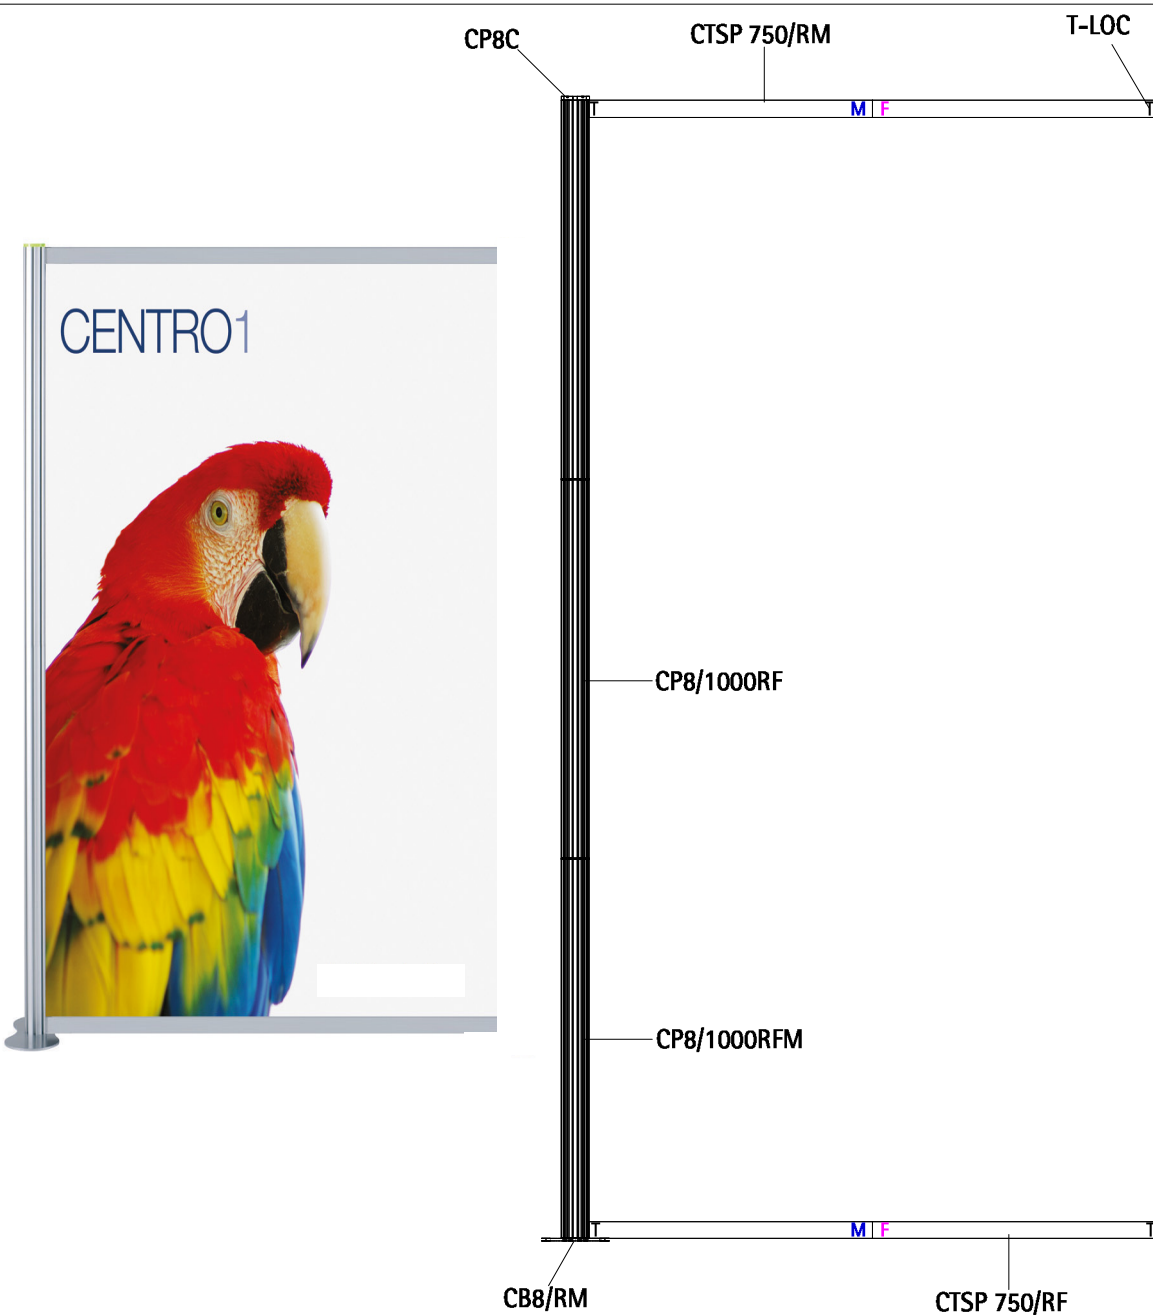 CP8C
CTSP 750/RM
T-LOC
T M F T
CENTRO1
CP8/1000RF
CP8/1000RFM
T M F T
CB8/RM
CTSP 750/RF